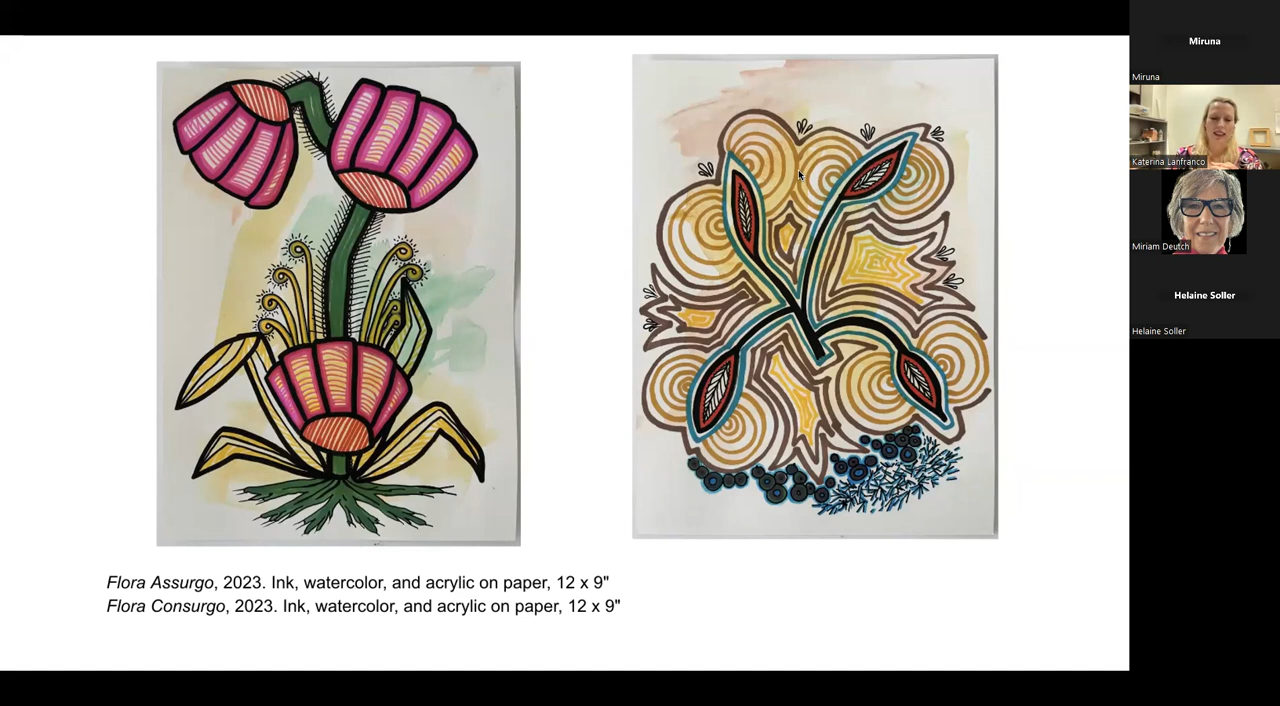 Flora Assurgo, 2023. Ink, watercolor, and acrylic on paper, 12 x 9"
Flora Consurgo, 2023. Ink, watercolor, and acrylic on paper, 12 x 9"
Miruna
Miruna
Katerina Lanfranco
Miriam Deutch
Helaine Soller
Helaine Soller